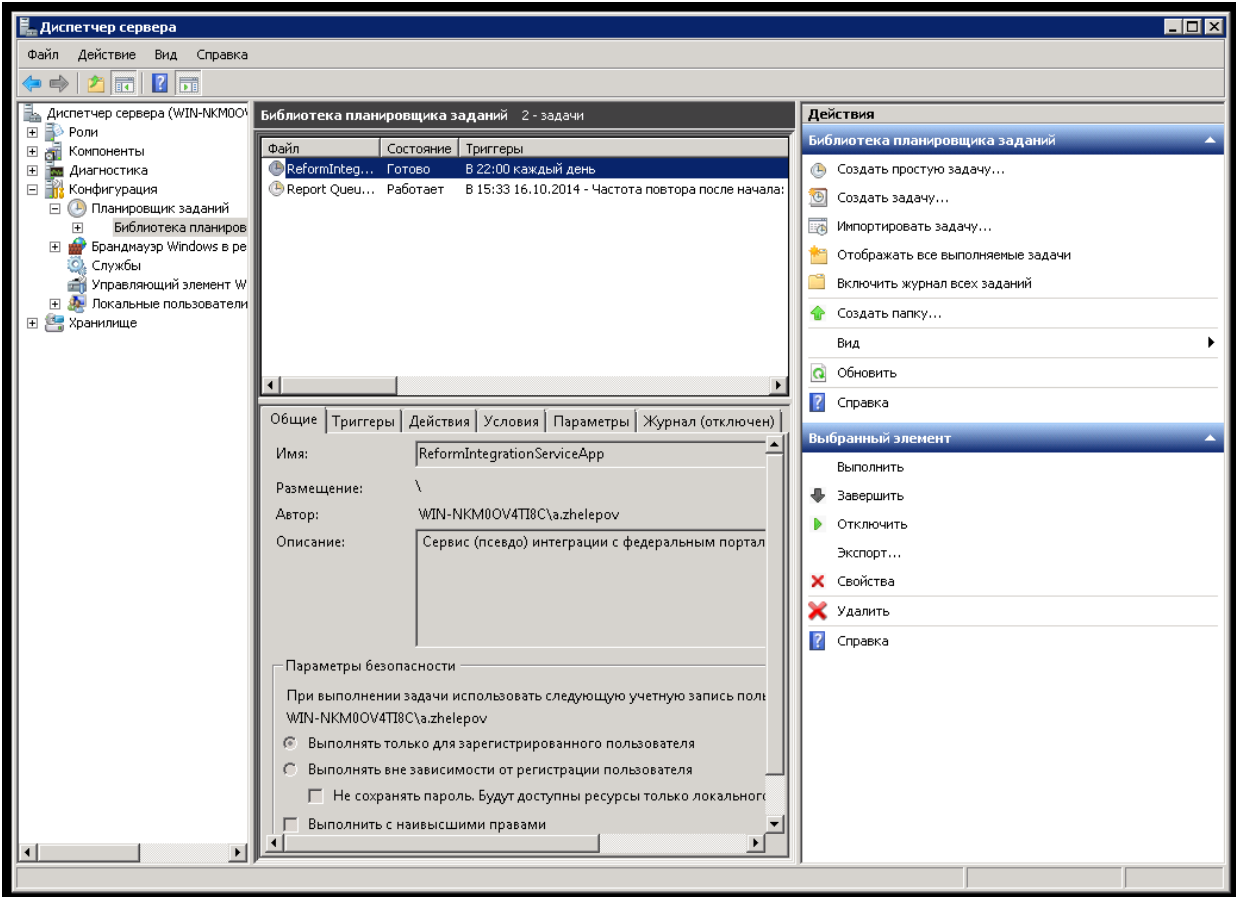 Диспетчер сервера
Файл Действие Вид Справка
Диспетчер сервера (WIN-NKM0O
Роли
Компоненты
Диагностика
Конфигурация
Планировщик заданий
Библиотека планиров
Брандмауэр Windows в ре
Службы
Управляющий элемент W
Локальные пользователи
Хранилище
Библиотека планировщика заданий 2 - задачи
Файл Состояние Триггеры
ReformInteg... Готово В 22:00 каждый день
Report Queu... Работает В 15:33 16.10.2014 - Частота повтора после начала:
Общие Триггеры Действия Условия Параметры Журнал (отключен)
Имя: ReformIntegrationServiceApp
Размещение: \
Автор: WIN-NKM0OV4TI8C\a.zhelepov
Описание: Сервис (псевдо) интеграции с федеральным портал
Параметры безопасности
При выполнении задачи использовать следующую учетную запись поль
WIN-NKM0OV4TI8C\a.zhelepov
Выполнять только для зарегистрированного пользователя
Выполнять вне зависимости от регистрации пользователя
Не сохранять пароль. Будут доступны ресурсы только локального
Выполнить с наивысшими правами
Действия
Библиотека планировщика заданий
Создать простую задачу...
Создать задачу...
Импортировать задачу...
Отображать все выполняемые задачи
Включить журнал всех заданий
Создать папку...
Вид
Обновить
Справка
Выбранный элемент
Выполнить
Завершить
Отключить
Экспорт...
Свойства
Удалить
Справка